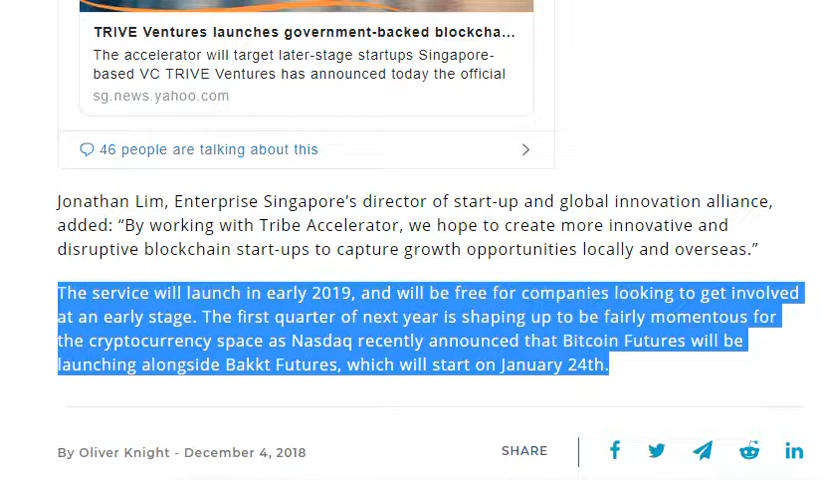 TRIVE Ventures launches government-backed blockcha...
The accelerator will target later-stage startups Singapore-
based VC TRIVE Ventures has announced today the official
sg.news.yahoo.com
46 people are talking about this
Jonathan Lim, Enterprise Singapore’s director of start-up and global innovation alliance,
added: “By working with Tribe Accelerator, we hope to create more innovative and
disruptive blockchain start-ups to capture growth opportunities locally and overseas.”
The service will launch in early 2019, and will be free for companies looking to get involved
at an early stage. The first quarter of next year is shaping up to be fairly momentous for
the cryptocurrency space as Nasdaq recently announced that Bitcoin Futures will be
launching alongside Bakkt Futures, which will start on January 24th.
By Oliver Knight - December 4, 2018
SHARE